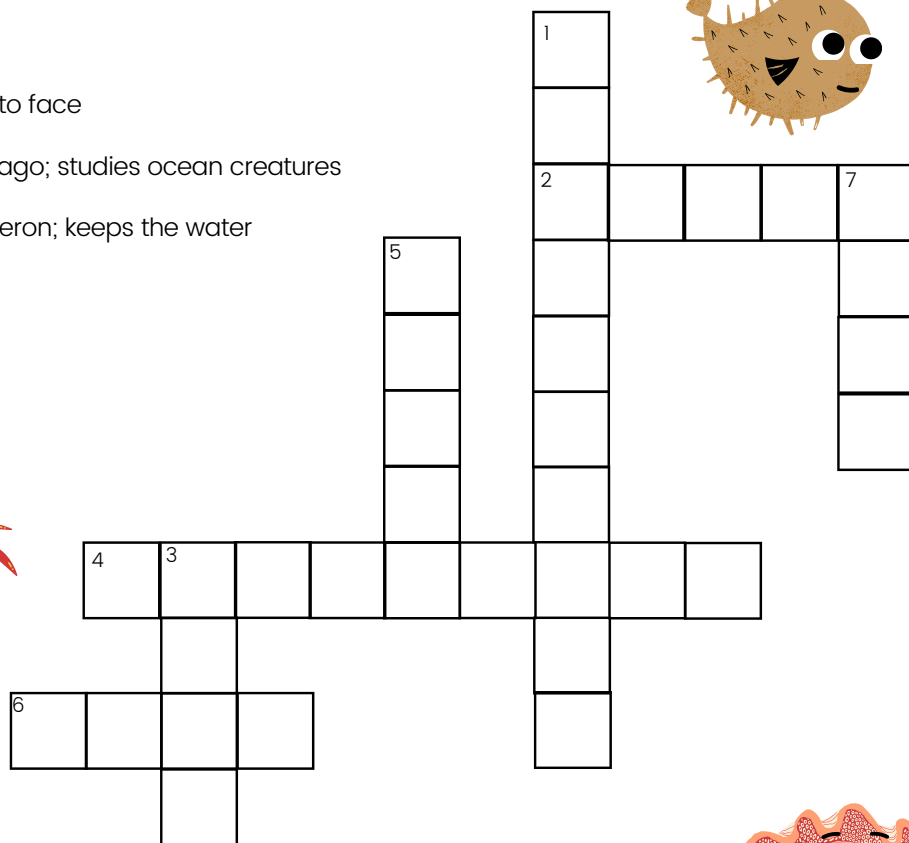 1
to face
ago; studies ocean creatures
2
7
eron; keeps the water
5
4
3
6